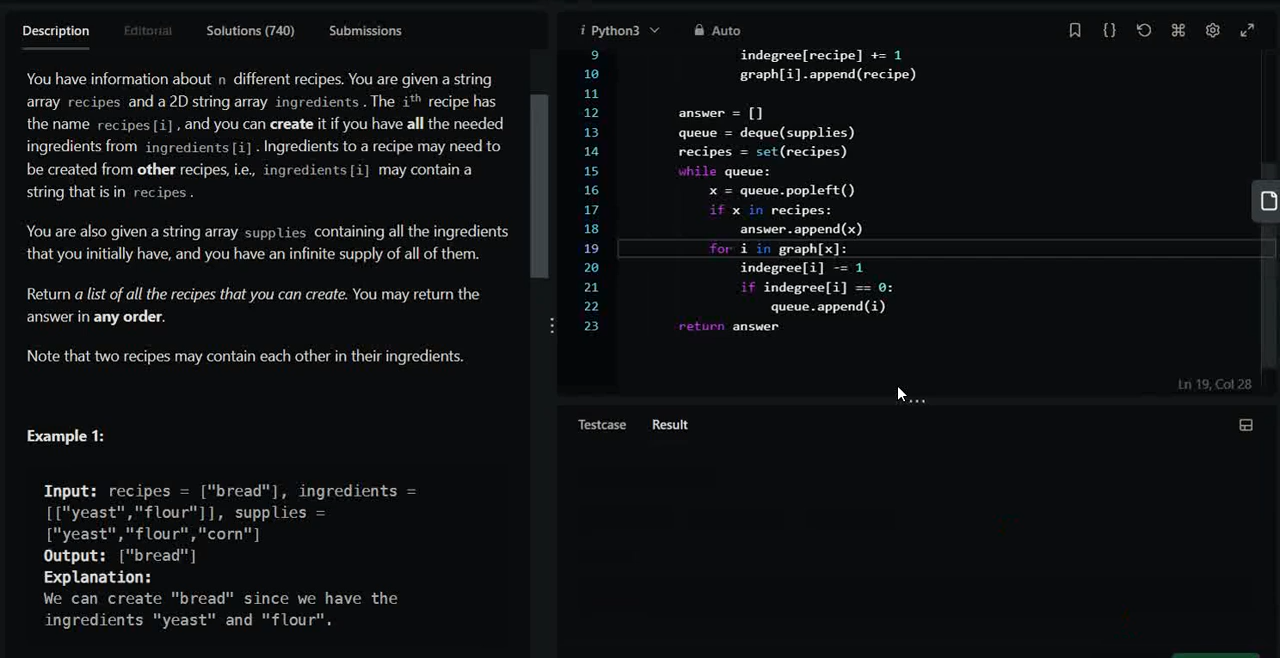 Description Editorial Solutions (740) Submissions
You have information about n different recipes. You are given a string
array recipes and a 2D string array ingredients. The ith recipe has
the name recipes[i], and you can create it if you have all the needed
ingredients from ingredients[i]. Ingredients to a recipe may need to
be created from other recipes, i.e., ingredients[i] may contain a
string that is in recipes.
You are also given a string array supplies containing all the ingredients
that you initially have, and you have an infinite supply of all of them.
Return a list of all the recipes that you can create. You may return the
answer in any order.
Note that two recipes may contain each other in their ingredients.
Example 1:
Input: recipes = ["bread"], ingredients =
[["yeast","flour"]], supplies =
["yeast","flour","corn"]
Output: ["bread"]
Explanation:
We can create "bread" since we have the
ingredients "yeast" and "flour".
i Python3 Auto
9 indegree[recipe] += 1
10 graph[i].append(recipe)
11
12 answer = []
13 queue = deque(supplies)
14 recipes = set(recipes)
15 while queue:
16 x = queue.popleft()
17 if x in recipes:
18 answer.append(x)
19 for i in graph[x]:
20 indegree[i] -= 1
21 if indegree[i] == 0:
22 queue.append(i)
23 return answer
Ln 19, Col 28
Testcase Result